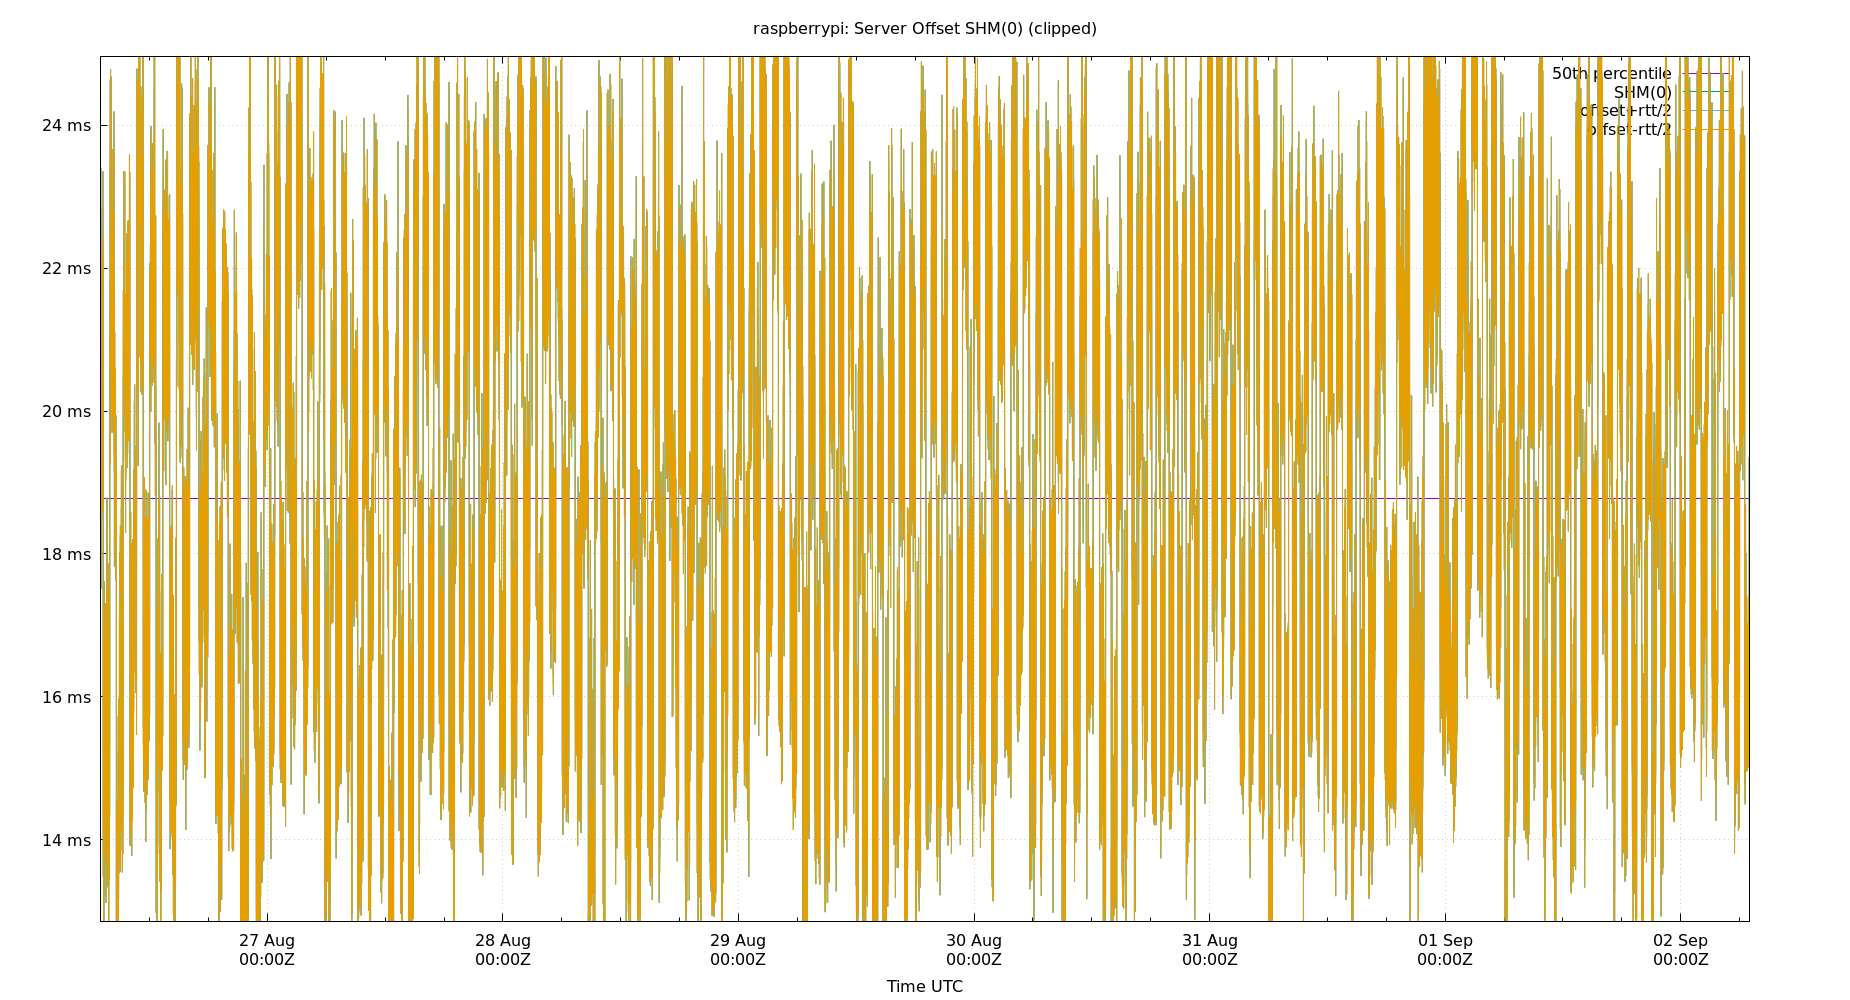 raspberrypi: Server Offset SHM(0) (clipped)
50th percentile
SHM(0)
offset+rtt/2
offset-rtt/2
24 ms
22 ms
20 ms
18 ms
16 ms
14 ms
27 Aug 28 Aug 29 Aug 30 Aug 31 Aug 01 Sep 02 Sep
00:00Z 00:00Z 00:00Z 00:00Z 00:00Z 00:00Z 00:00Z
Time UTC